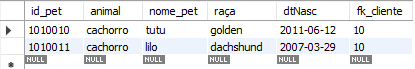 id_pet animal nome_pet raça dtNasc fk_cliente
1010010 cachorro tutu golden 2011-06-12 10
1010011 cachorro lilo dachshund 2007-03-29 10
NULL NULL NULL NULL NULL NULL